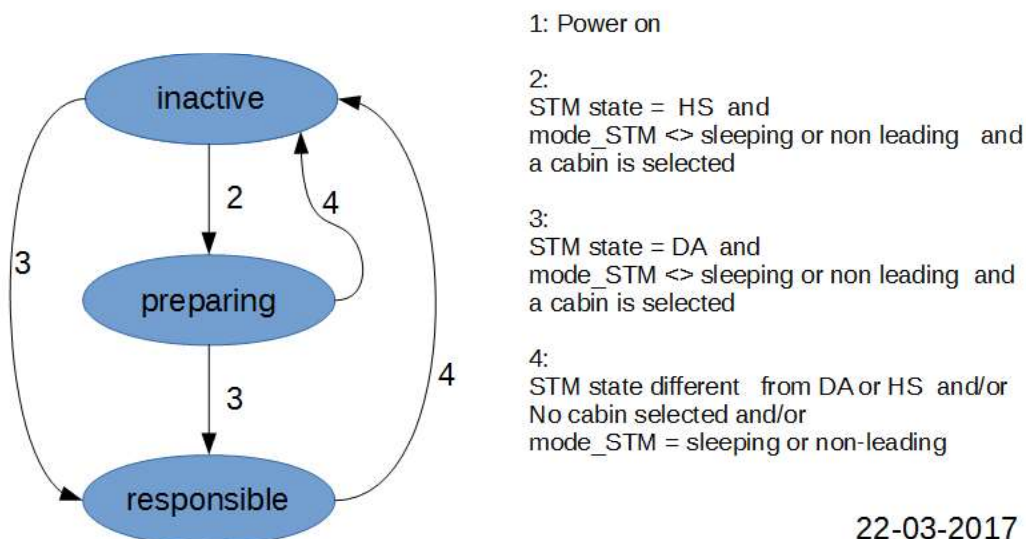 inactive
2
4
3
preparing
3
4
responsible
1: Power on
2:
STM state = HS and
mode_STM <> sleeping or non leading and
a cabin is selected
3:
STM state = DA and
mode_STM <> sleeping or non leading and
a cabin is selected
4:
STM state different from DA or HS and/or
No cabin selected and/or
mode_STM = sleeping or non-leading
22-03-2017